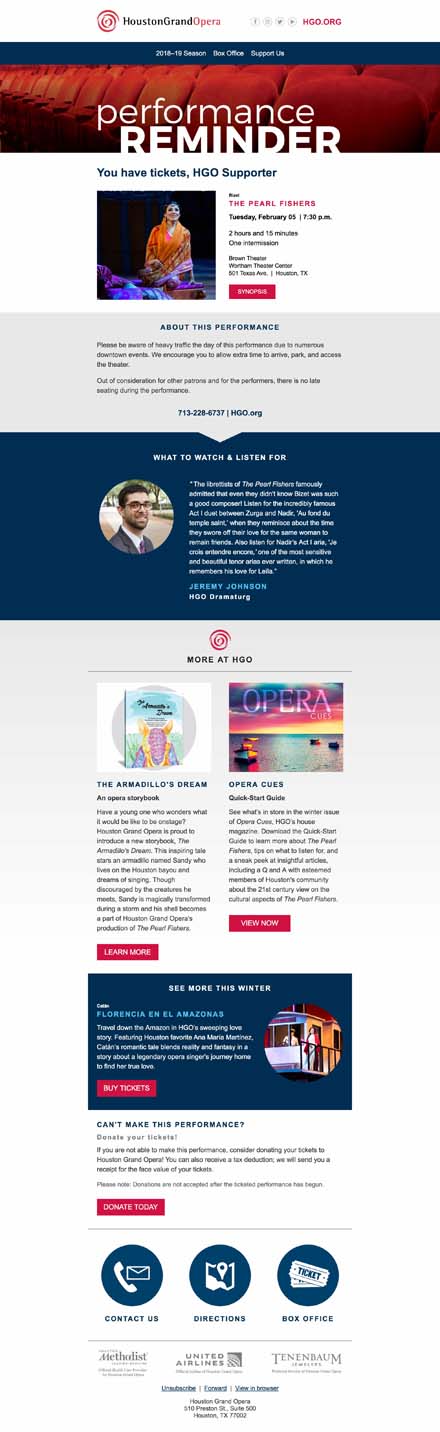 HoustonGrandOpera
HGO.ORG
2018–19 Season Box Office Support Us
performance
REMINDER
You have tickets, HGO Supporter
Bizet
THE PEARL FISHERS
Tuesday, February 05 | 7:30 p.m.
2 hours and 15 minutes
One intermission
Brown Theater
Wortham Theater Center
501 Texas Ave. | Houston, TX
SYNOPSIS
ABOUT THIS PERFORMANCE
Please be aware of heavy traffic the day of this performance due to numerous
downtown events. We encourage you to allow extra time to arrive, park, and access
the theater.
Out of consideration for other patrons and for the performers, there is no late
seating during the performance.
713-228-6737 | HGO.org
WHAT TO WATCH & LISTEN FOR
"The librettists of The Pearl Fishers famously
admitted that even they didn't know Bizet was such
a good composer! Listen for the incredibly famous
Act I duet between Zurga and Nadir, 'Au fond du
temple saint,' when they reminisce about the time
they swore off their love for the same woman to
remain friends. Also listen for Nadir's Act I aria, 'Je
crois entendre encore,' one of the most sensitive
and beautiful tenor arias ever written, in which he
remembers his love for Leila."
JEREMY JOHNSON
HGO Dramaturg
MORE AT HGO
The Armadillo's
Dream
THE ARMADILLO'S DREAM
An opera storybook
Have a young one who wonders what
it would be like to be onstage?
Houston Grand Opera is proud to
introduce a new storybook, The
Armadillo's Dream. This inspiring tale
stars an armadillo named Sandy who
lives on the Houston bayou and
dreams of singing. Though
discouraged by the creatures he
meets, Sandy is magically transformed
during a storm and his shell becomes
a part of Houston Grand Opera's
production of The Pearl Fishers.
LEARN MORE
OPERA
CUES
OPERA CUES
Quick-Start Guide
See what's in store in the winter issue
of Opera Cues, HGO's house
magazine. Download the Quick-Start
Guide to learn more about The Pearl
Fishers, tips on what to listen for, and
a sneak peek at insightful articles,
including a Q and A with esteemed
members of Houston's community
about the 21st century view on the
cultural aspects of The Pearl Fishers.
VIEW NOW
SEE MORE THIS WINTER
Catán
FLORENCIA EN EL AMAZONAS
Travel down the Amazon in HGO's sweeping love
story. Featuring Houston favorite Ana María Martínez,
Catán's romantic tale blends reality and fantasy in a
story about a legendary opera singer's journey home
to find her true love.
BUY TICKETS
CAN'T MAKE THIS PERFORMANCE?
Donate your tickets!
If you are not able to make this performance, consider donating your tickets to
Houston Grand Opera! You can also receive a tax deduction; we will send you a
receipt for the face value of your tickets.
Please note: Donations are not accepted after the ticketed performance has begun.
DONATE TODAY
TICKET
CONTACT US
DIRECTIONS
BOX OFFICE
Methodist
UNITED
AIRLINES
TENENBAUM
JEWELERS
Unsubscribe | Forward | View in browser
Houston Grand Opera
510 Preston St., Suite 500
Houston, TX 77002